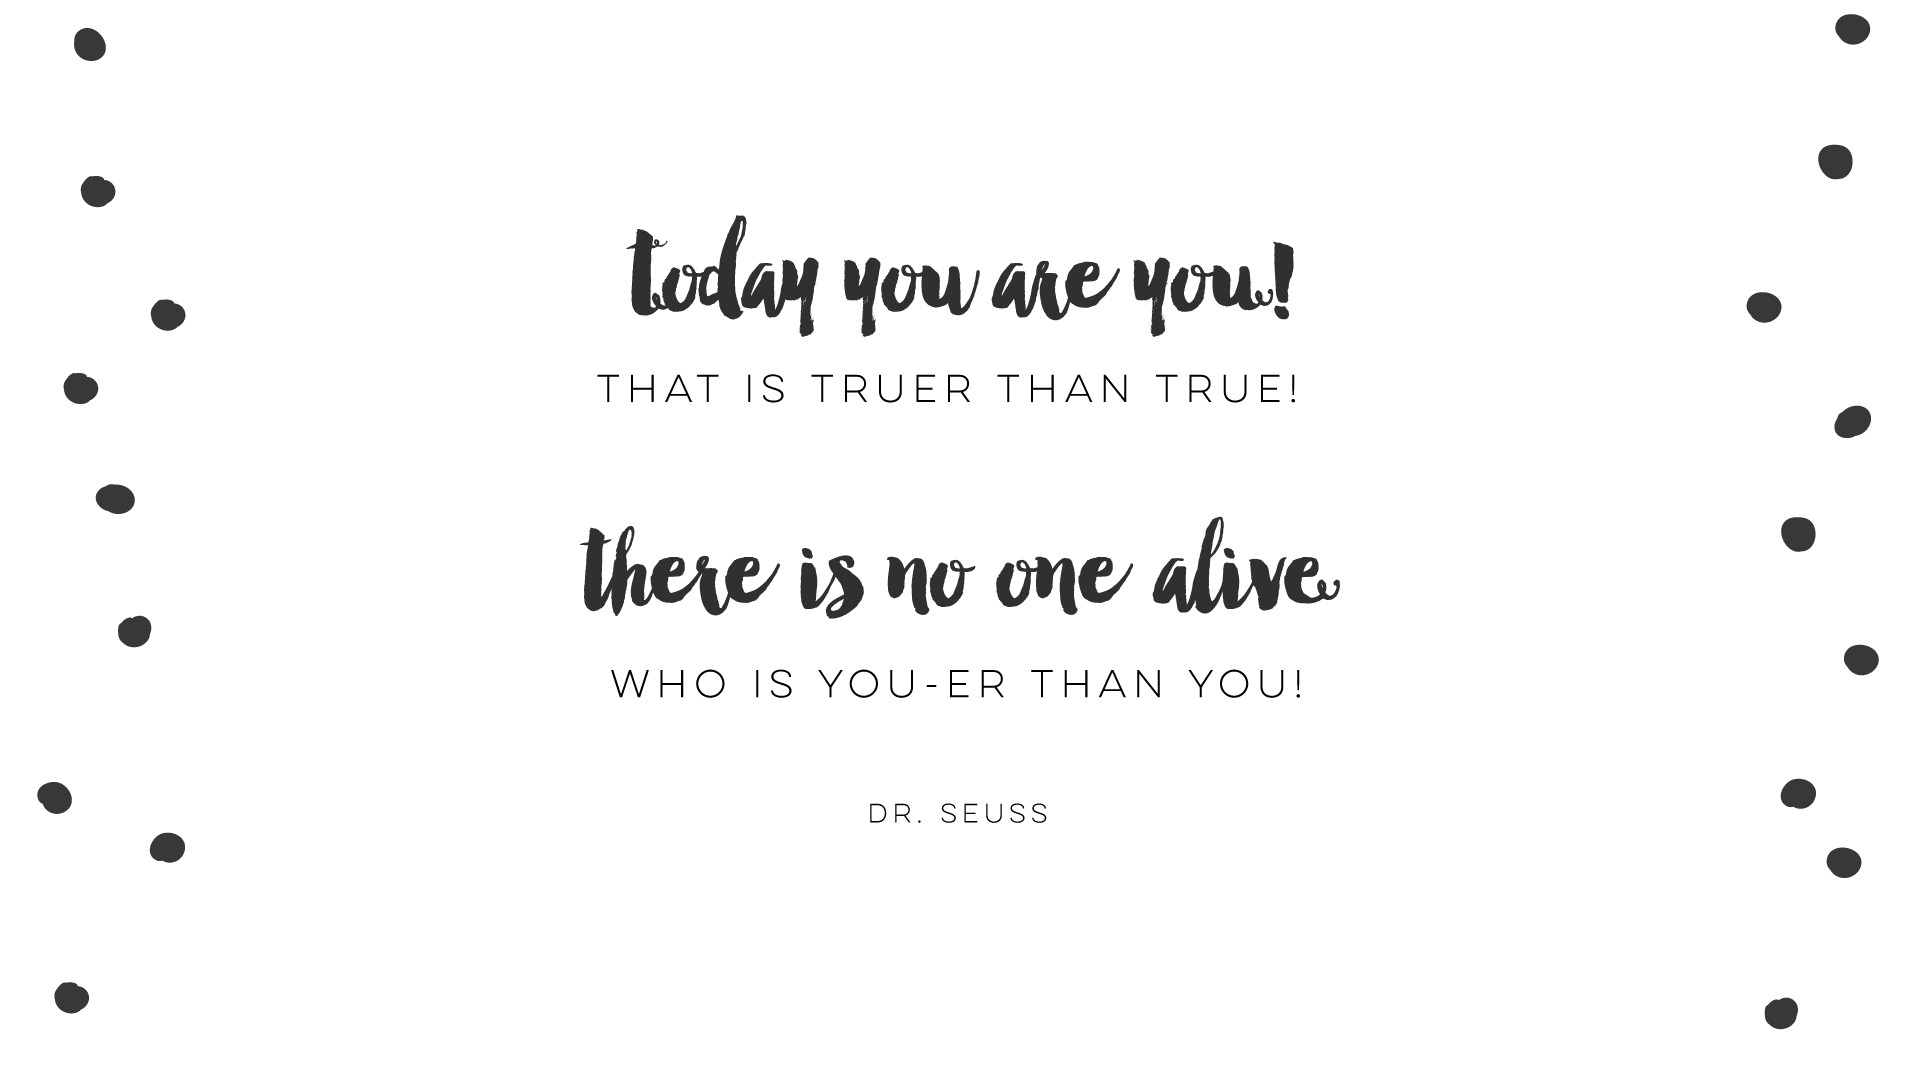 today you are you!
THAT IS TRUER THAN TRUE!
there is no one alive
WHO IS YOU-ER THAN YOU!
DR. SEUSS